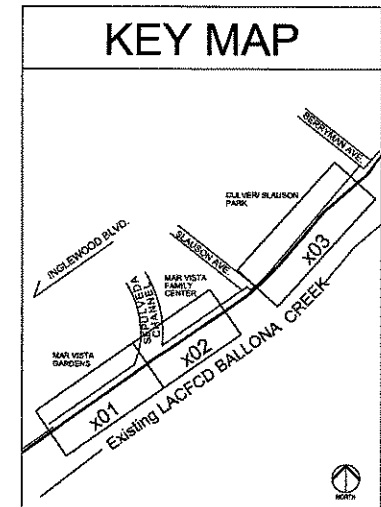 KEY MAP
BERRYMAN AVE.
CULVER/ SLAUSON
PARK
INGLEWOOD BLVD.
SLAUSON AVE.
x03
MAR VISTA
FAMILY
CENTER
SEPULVEDA
CHANNEL
MAR VISTA
GARDENS
x02
x01
Existing LACFCD BALLONA CREEK
NORTH